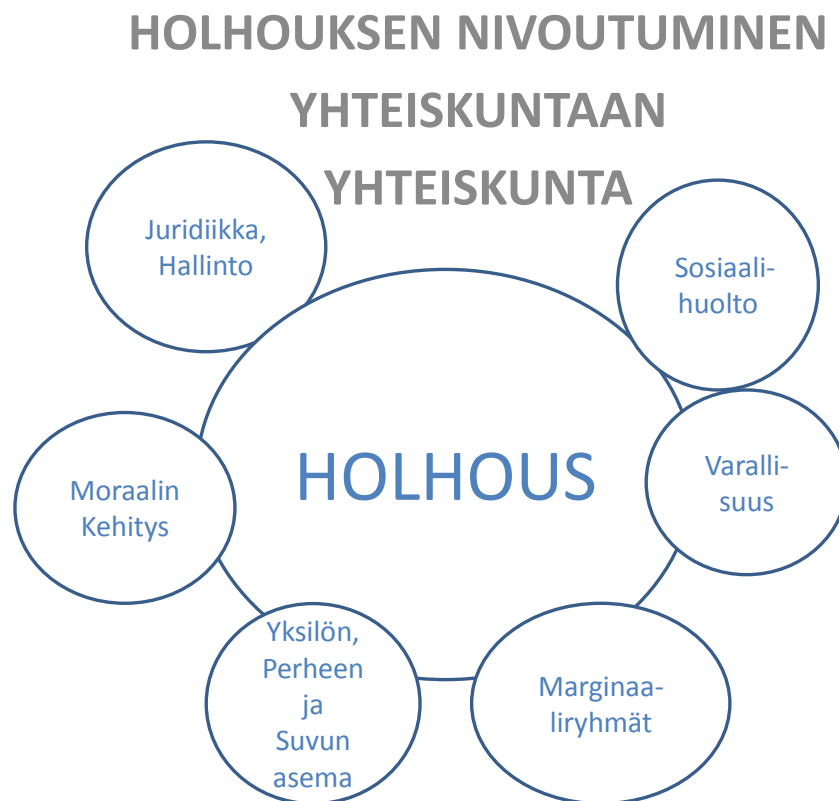 HOLHOUKSEN NIVOUTUMINEN
YHTEISKUNTAAN
YHTEISKUNTA
Juridiikka,
Hallinto
Sosiaali-
huolto
HOLHOUS
Moraalin
Kehitys
Varalli-
suus
Yksilön,
Perheen
ja
Suvun
asema
Marginaa-
liryhmät